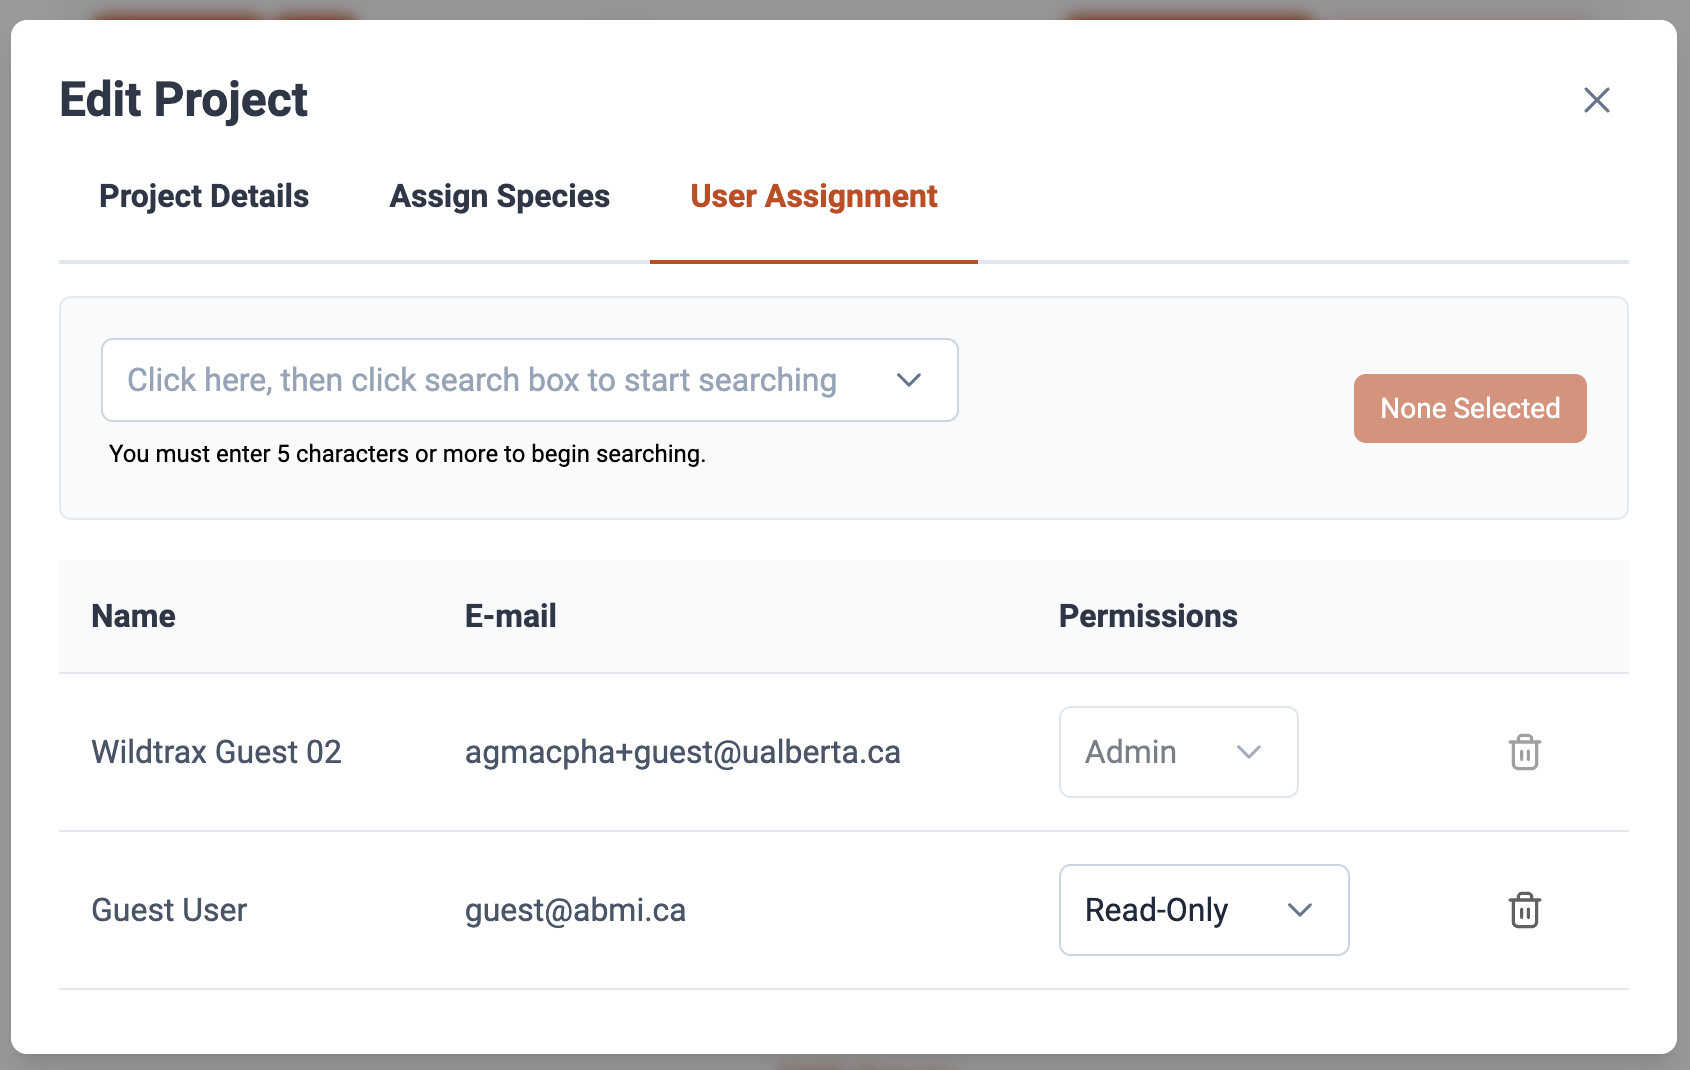 Edit Project
Project Details Assign Species User Assignment
Click here, then click search box to start searching
None Selected
You must enter 5 characters or more to begin searching.
Name E-mail Permissions
Wildtrax Guest 02 agmacpha+guest@ualberta.ca Admin
Guest User guest@abmi.ca Read-Only